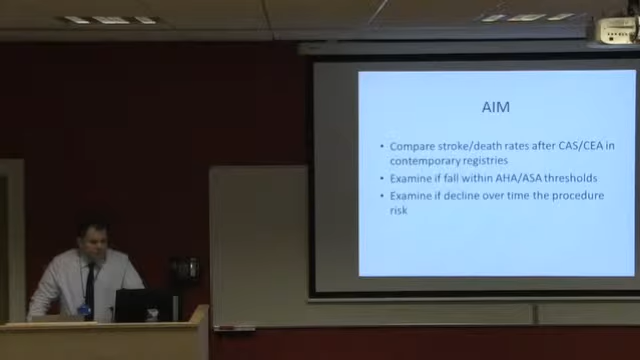 AIM
• Compare stroke/death rates after CAS/CEA in
contemporary registries
• Examine if fall within AHA/ASA thresholds
• Examine if decline over time the procedure
risk